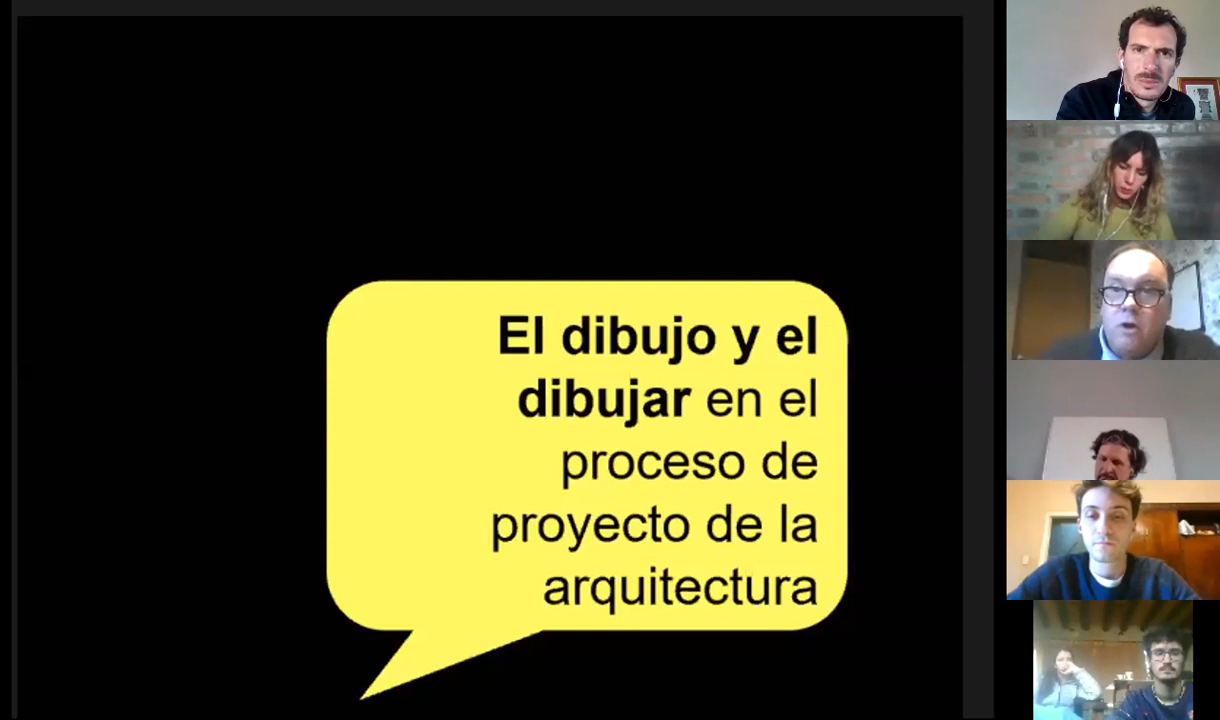 El dibujo y el
dibujar en el
proceso de
proyecto de la
arquitectura